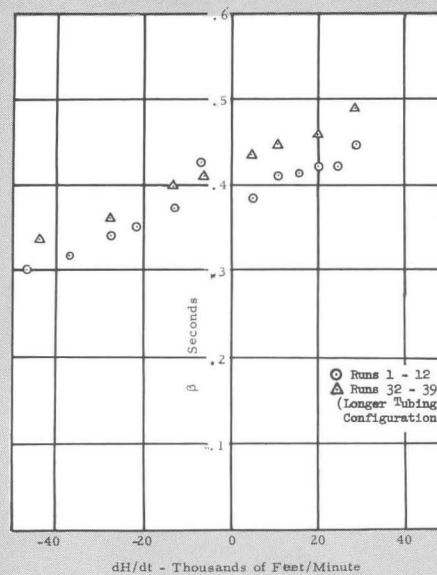 .6
.5
.4
.3
.2
.1
β Seconds
⊙ Runs 1 - 12
△ Runs 32 - 39
(Longer Tubing
Configuration
-40 -20 0 20 40
dH/dt - Thousands of Feet/Minute